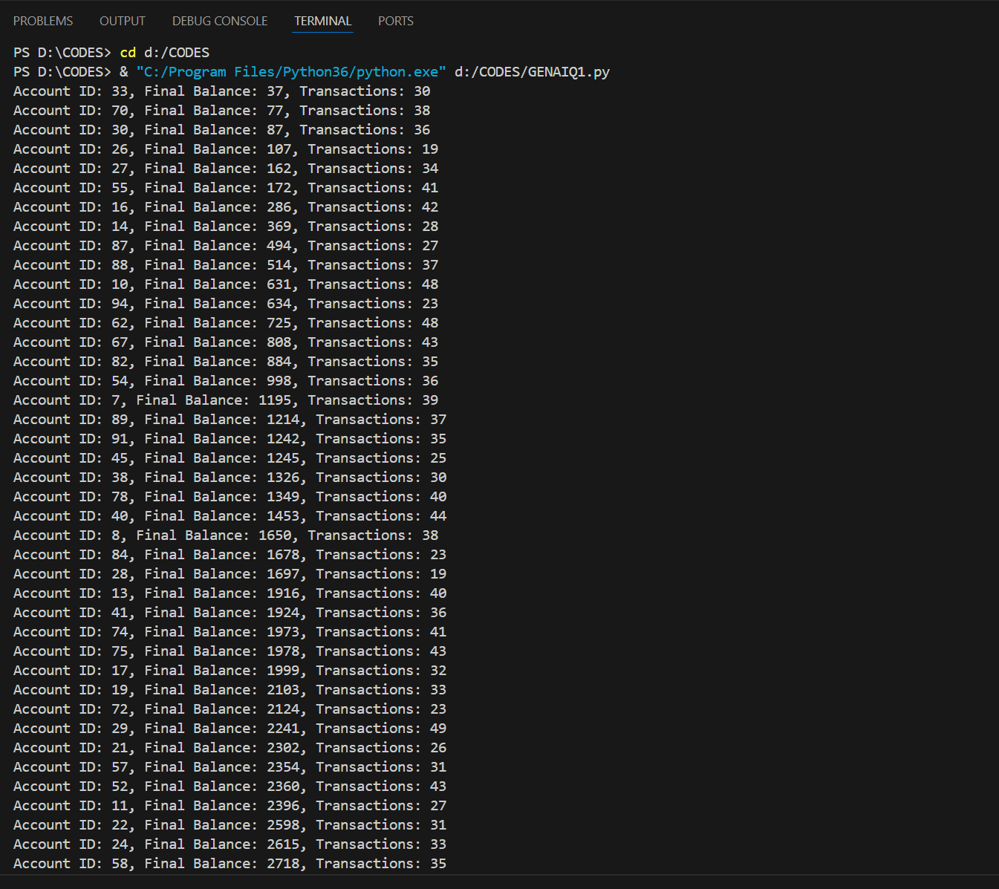 PROBLEMS OUTPUT DEBUG CONSOLE TERMINAL PORTS
PS D:\CODES> cd d:/CODES
PS D:\CODES> & "C:/Program Files/Python36/python.exe" d:/CODES/GENAIQ1.py
Account ID: 33, Final Balance: 37, Transactions: 30
Account ID: 70, Final Balance: 77, Transactions: 38
Account ID: 30, Final Balance: 87, Transactions: 36
Account ID: 26, Final Balance: 107, Transactions: 19
Account ID: 27, Final Balance: 162, Transactions: 34
Account ID: 55, Final Balance: 172, Transactions: 41
Account ID: 16, Final Balance: 286, Transactions: 42
Account ID: 14, Final Balance: 369, Transactions: 28
Account ID: 87, Final Balance: 494, Transactions: 27
Account ID: 88, Final Balance: 514, Transactions: 37
Account ID: 10, Final Balance: 631, Transactions: 48
Account ID: 94, Final Balance: 634, Transactions: 23
Account ID: 62, Final Balance: 725, Transactions: 48
Account ID: 67, Final Balance: 808, Transactions: 43
Account ID: 82, Final Balance: 884, Transactions: 35
Account ID: 54, Final Balance: 998, Transactions: 36
Account ID: 7, Final Balance: 1195, Transactions: 39
Account ID: 89, Final Balance: 1214, Transactions: 37
Account ID: 91, Final Balance: 1242, Transactions: 35
Account ID: 45, Final Balance: 1245, Transactions: 25
Account ID: 38, Final Balance: 1326, Transactions: 30
Account ID: 78, Final Balance: 1349, Transactions: 40
Account ID: 40, Final Balance: 1453, Transactions: 44
Account ID: 8, Final Balance: 1650, Transactions: 38
Account ID: 84, Final Balance: 1678, Transactions: 23
Account ID: 28, Final Balance: 1697, Transactions: 19
Account ID: 13, Final Balance: 1916, Transactions: 40
Account ID: 41, Final Balance: 1924, Transactions: 36
Account ID: 74, Final Balance: 1973, Transactions: 41
Account ID: 75, Final Balance: 1978, Transactions: 43
Account ID: 17, Final Balance: 1999, Transactions: 32
Account ID: 19, Final Balance: 2103, Transactions: 33
Account ID: 72, Final Balance: 2124, Transactions: 23
Account ID: 29, Final Balance: 2241, Transactions: 49
Account ID: 21, Final Balance: 2302, Transactions: 26
Account ID: 57, Final Balance: 2354, Transactions: 31
Account ID: 52, Final Balance: 2360, Transactions: 43
Account ID: 11, Final Balance: 2396, Transactions: 27
Account ID: 22, Final Balance: 2598, Transactions: 31
Account ID: 24, Final Balance: 2615, Transactions: 33
Account ID: 58, Final Balance: 2718, Transactions: 35